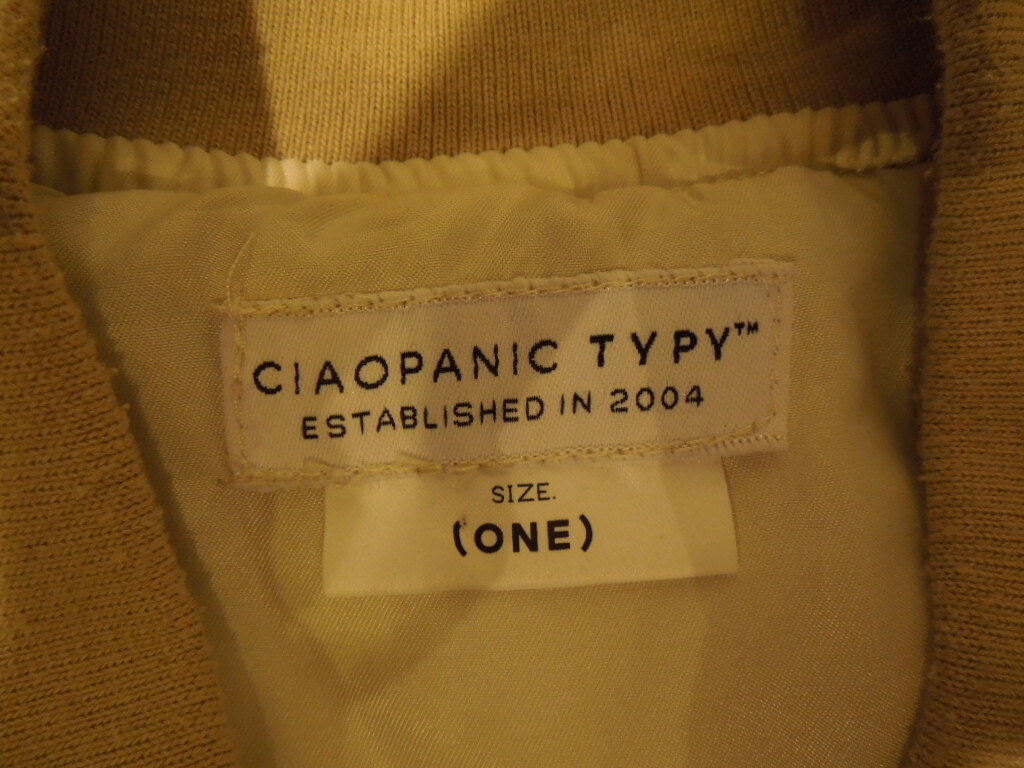 CIAOPANIC TYPY™
ESTABLISHED IN 2004
SIZE.
(ONE)